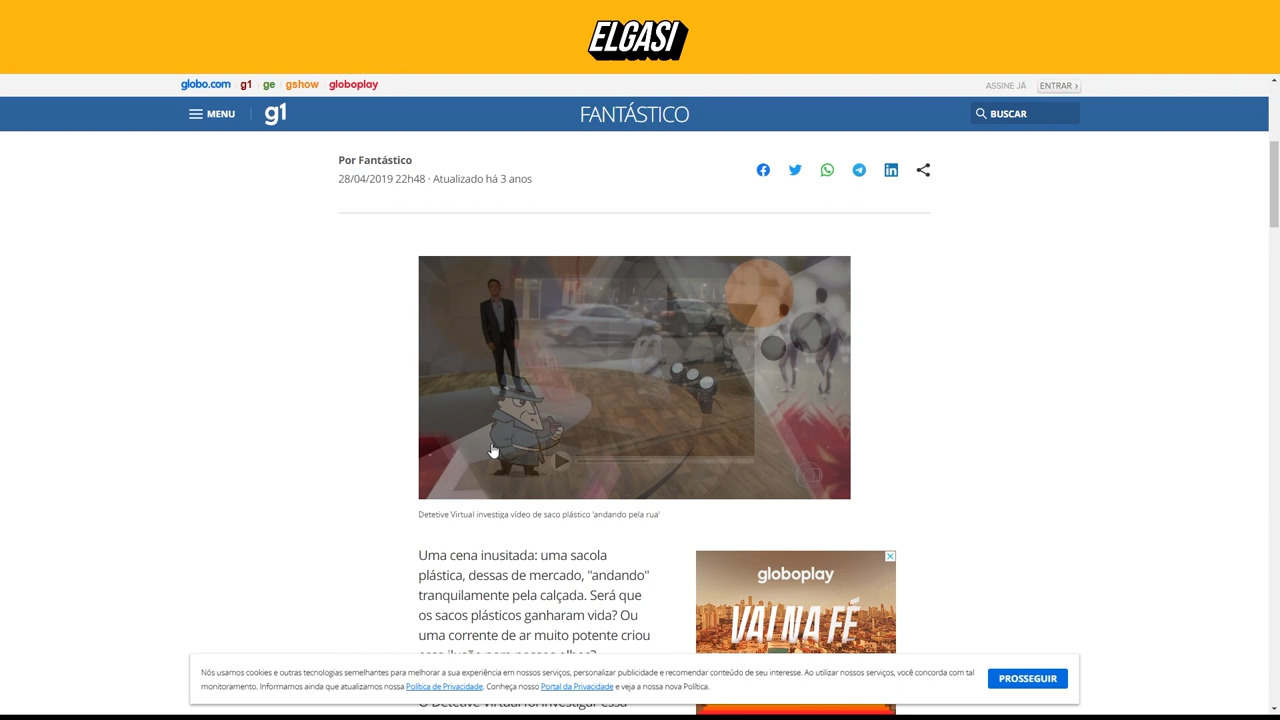 ELGASI
globo.com g1 ge gshow globoplay
ASSINE JÁ ENTRAR ›
MENU g1 FANTÁSTICO BUSCAR
Por Fantástico
28/04/2019 22h48 · Atualizado há 3 anos
Detetive Virtual investiga vídeo de saco plástico 'andando pela rua'
Uma cena inusitada: uma sacola
plástica, dessas de mercado, "andando"
tranquilamente pela calçada. Será que
os sacos plásticos ganharam vida? Ou
uma corrente de ar muito potente criou
globoplay
VAI NA FÉ
Nós usamos cookies e outras tecnologias semelhantes para melhorar a sua experiência em nossos serviços, personalizar publicidade e recomendar conteúdo de seu interesse. Ao utilizar nossos serviços, você concorda com tal
monitoramento. Informamos ainda que atualizamos nossa Política de Privacidade. Conheça nosso Portal da Privacidade e veja a nossa nova Política.
PROSSEGUIR